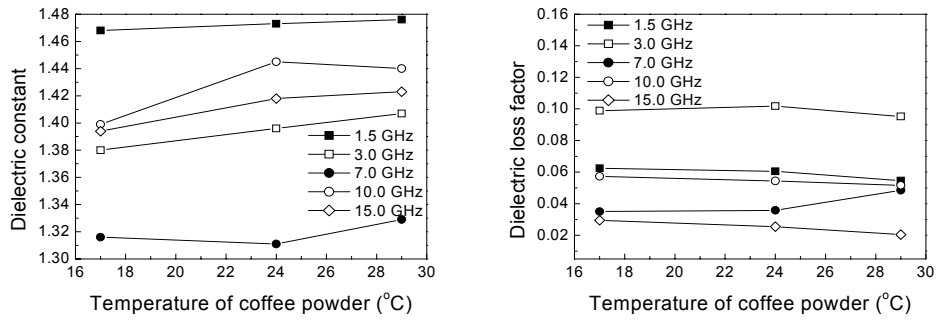 1.48
1.46
1.44
1.42
1.40
1.38
1.36
1.34
1.32
1.30
Dielectric constant
1.5 GHz
3.0 GHz
7.0 GHz
10.0 GHz
15.0 GHz
16 18 20 22 24 26 28 30
Temperature of coffee powder (°C)
0.16
0.14
0.12
0.10
0.08
0.06
0.04
0.02
Dielectric loss factor
1.5 GHz
3.0 GHz
7.0 GHz
10.0 GHz
15.0 GHz
16 18 20 22 24 26 28 30
Temperature of coffee powder (°C)